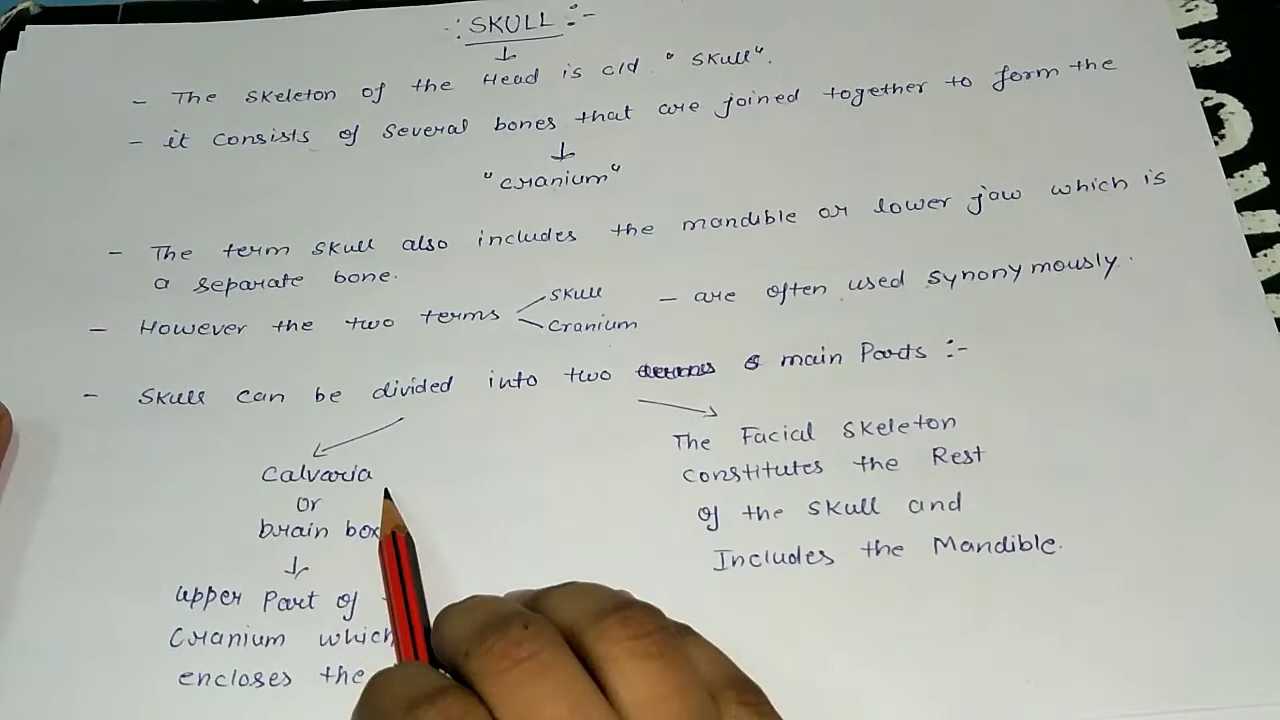 ∴ SKULL :-
- The skeleton of the Head is c/d "Skull".
- it consists of several bones that are joined together to form the
"cranium"
- The term skull also includes the mandible or lower jaw which is
a separate bone.
- However the two terms
skull
cranium
- are often used synonymously.
- Skull can be divided into two main Parts :-
Calvaria
or
brain box
upper Part of
Cranium which
encloses the
The Facial Skeleton
constitutes the Rest
of the skull and
Includes the Mandible.